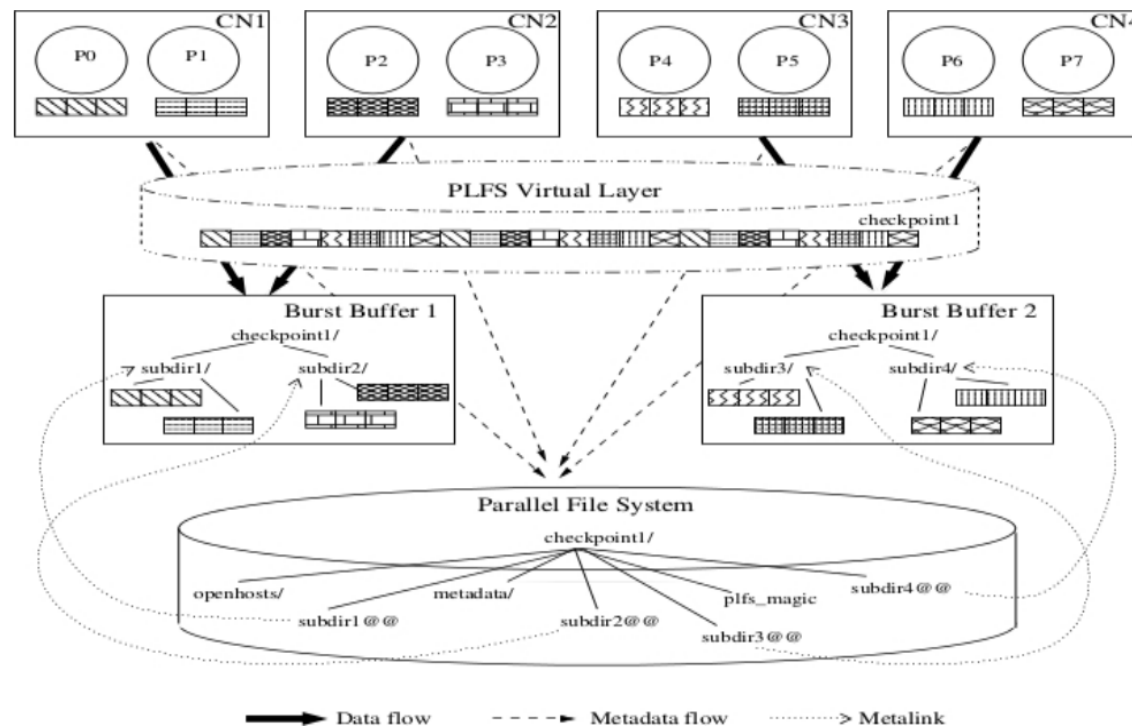 CN1
CN2
CN3
CN4
P0
P1
P2
P3
P4
P5
P6
P7
PLFS Virtual Layer
checkpoint1
Burst Buffer 1
checkpoint1/
subdir1/
subdir2/
Burst Buffer 2
checkpoint1/
subdir3/
subdir4/
Parallel File System
checkpoint1/
openhosts/
metadata/
plfs_magic
subdir4@@
subdir1@@
subdir2@@
subdir3@@
Data flow
Metadata flow
Metalink